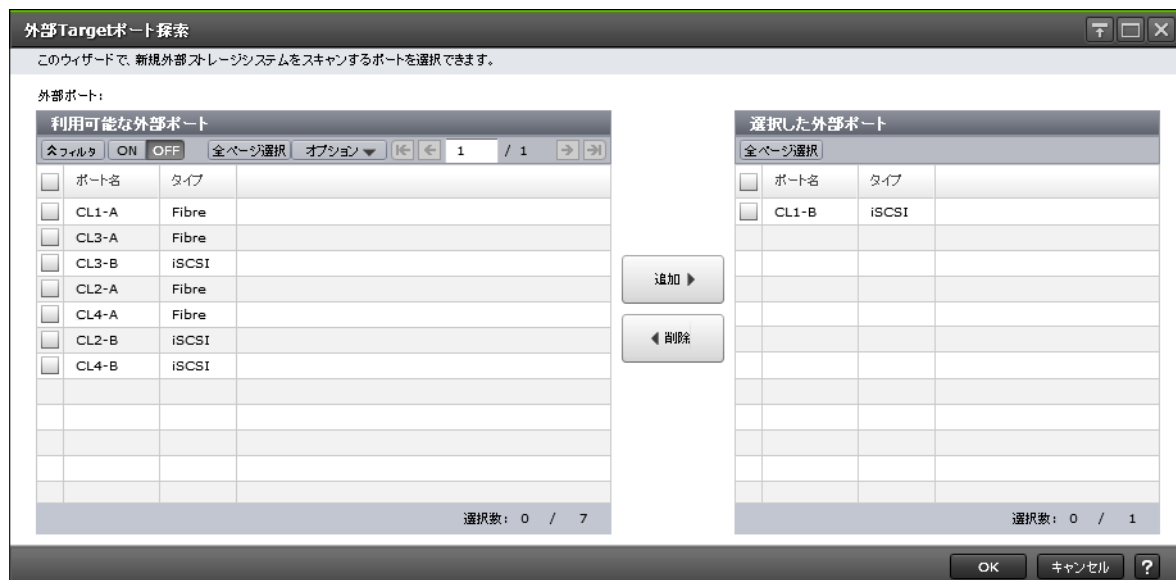 外部Targetポート探索
このウィザードで、新規外部ストレージシステムをスキャンするポートを選択できます。
外部ポート:
利用可能な外部ポート
フィルタ ON OFF 全ページ選択 オプション 1 / 1
ポート名 タイプ
CL1-A Fibre
CL3-A Fibre
CL3-B iSCSI
CL2-A Fibre
CL4-A Fibre
CL2-B iSCSI
CL4-B iSCSI
選択数: 0 / 7
追加
削除
選択した外部ポート
全ページ選択
ポート名 タイプ
CL1-B iSCSI
選択数: 0 / 1
OK キャンセル ?